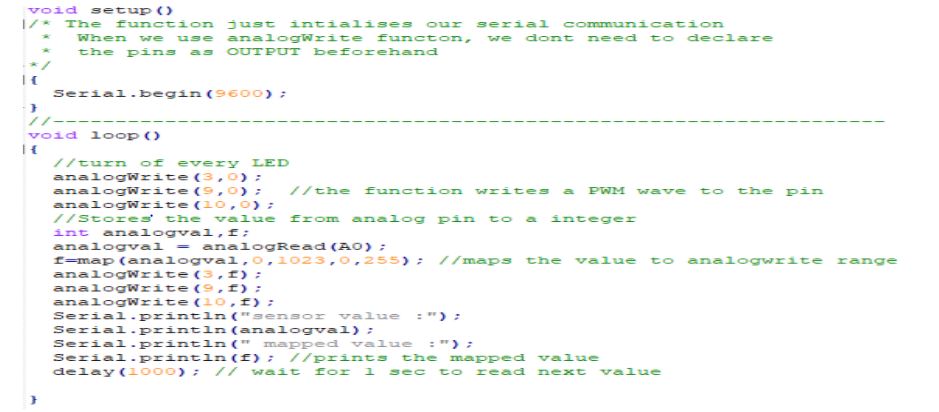 void setup()
/* The function just intialises our serial communication
 *  When we use analogWrite functon, we dont need to declare
 *  the pins as OUTPUT beforehand
*/
{
  Serial.begin(9600);
}
//----------------------------------------------------------------------
void loop()
{
  //turn of every LED
  analogWrite(3,0);
  analogWrite(9,0);  //the function writes a PWM wave to the pin
  analogWrite(10,0);
  //Stores the value from analog pin to a integer
  int analogval,f;
  analogval = analogRead(A0);
  f=map(analogval,0,1023,0,255); //maps the value to analogwrite range
  analogWrite(3,f);
  analogWrite(9,f);
  analogWrite(10,f);
  Serial.println("sensor value :");
  Serial.println(analogval);
  Serial.println(" mapped value :");
  Serial.println(f); //prints the mapped value
  delay(1000); // wait for 1 sec to read next value
}